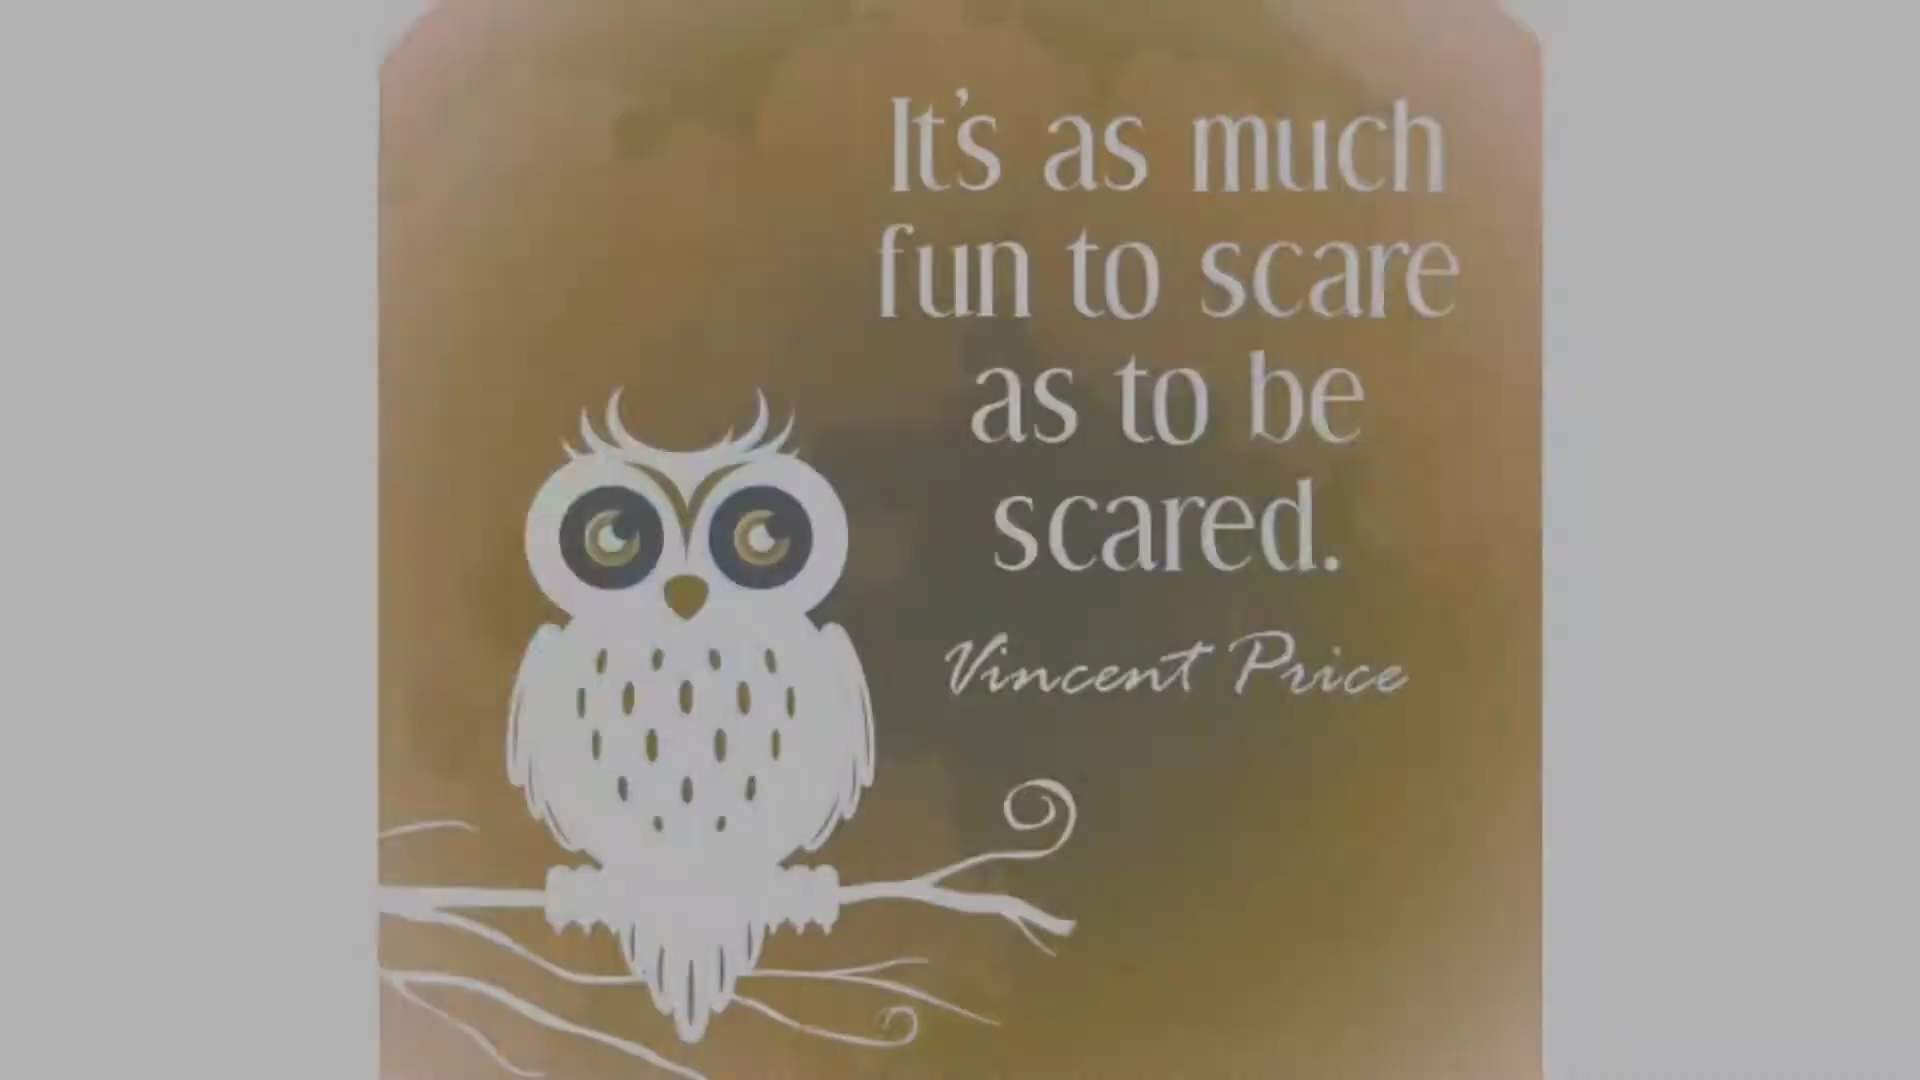 It's as much
fun to scare
as to be
scared.
Vincent Price